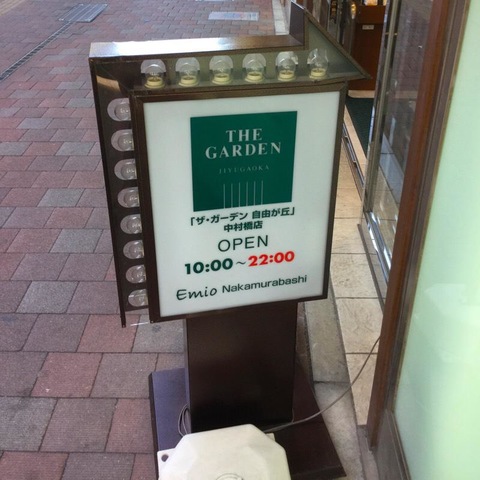 THE
GARDEN
JIYUGAOKA
「ザ・ガーデン 自由が丘」
中村橋店
OPEN
10:00～22:00
Emio Nakamurabashi